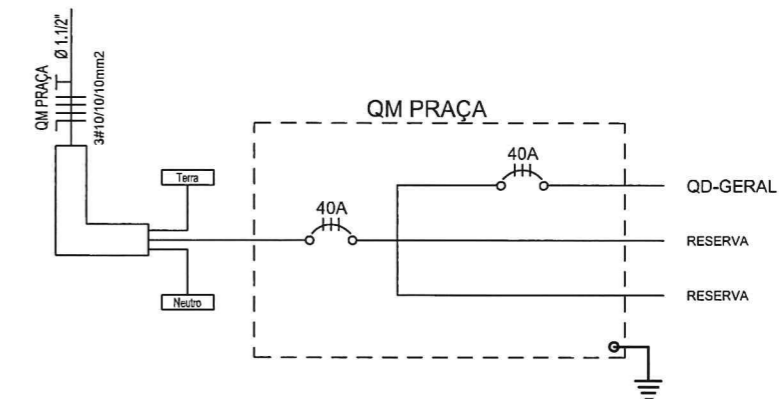 QM PRAÇA
Ø 1.1/2"
3#10/10/10mm2
QM PRAÇA
Terra
40A
40A
QD-GERAL
RESERVA
Neutro
RESERVA